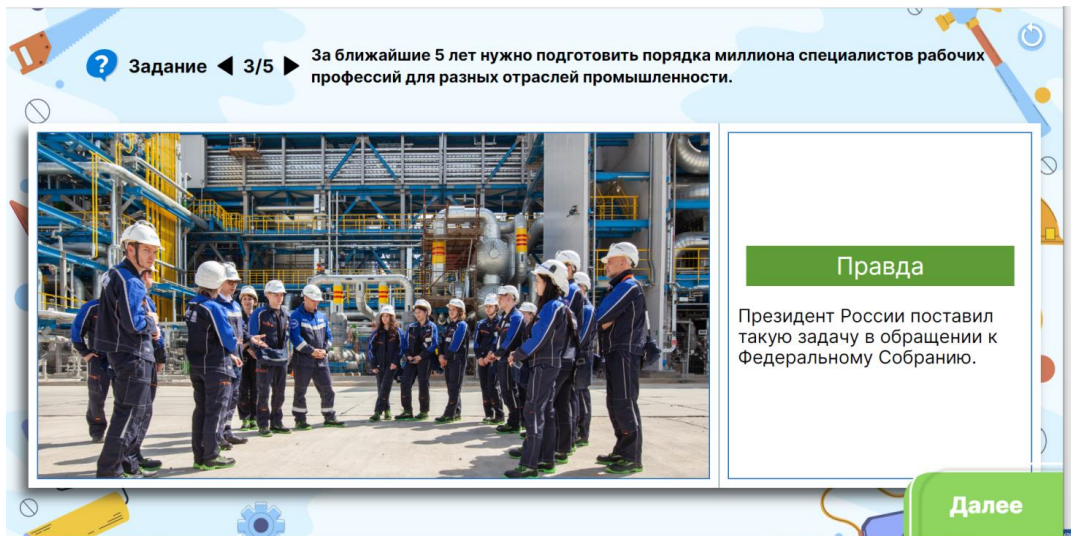 Задание ◀ 3/5 ▶
За ближайшие 5 лет нужно подготовить порядка миллиона специалистов рабочих
профессий для разных отраслей промышленности.
Правда
Президент России поставил
такую задачу в обращении к
Федеральному Собранию.
Далее